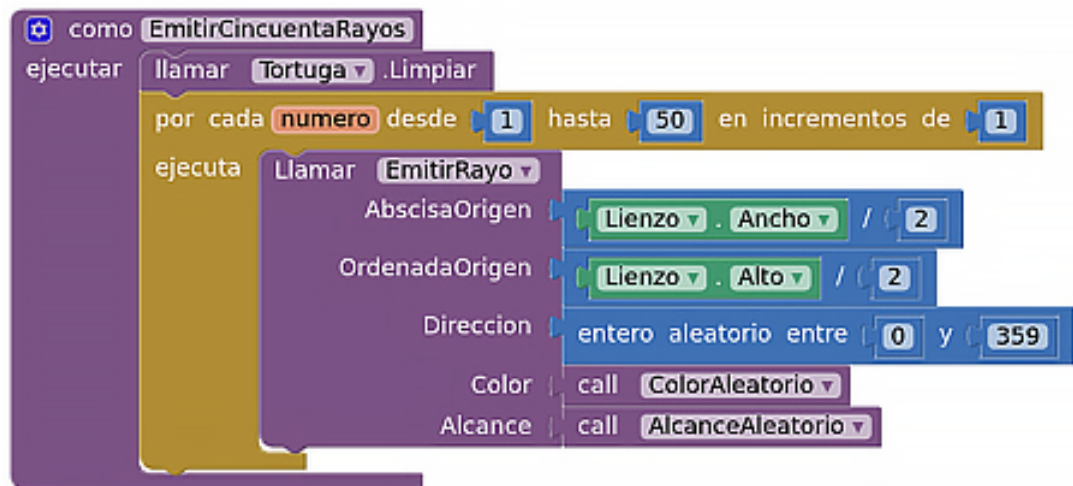 como EmitirCincuentaRayos
ejecutar llamar Tortuga .Limpiar
por cada numero desde 1 hasta 50 en incrementos de 1
ejecuta Llamar EmitirRayo
AbscisaOrigen Lienzo . Ancho / 2
OrdenadaOrigen Lienzo . Alto / 2
Direccion entero aleatorio entre 0 y 359
Color call ColorAleatorio
Alcance call AlcanceAleatorio